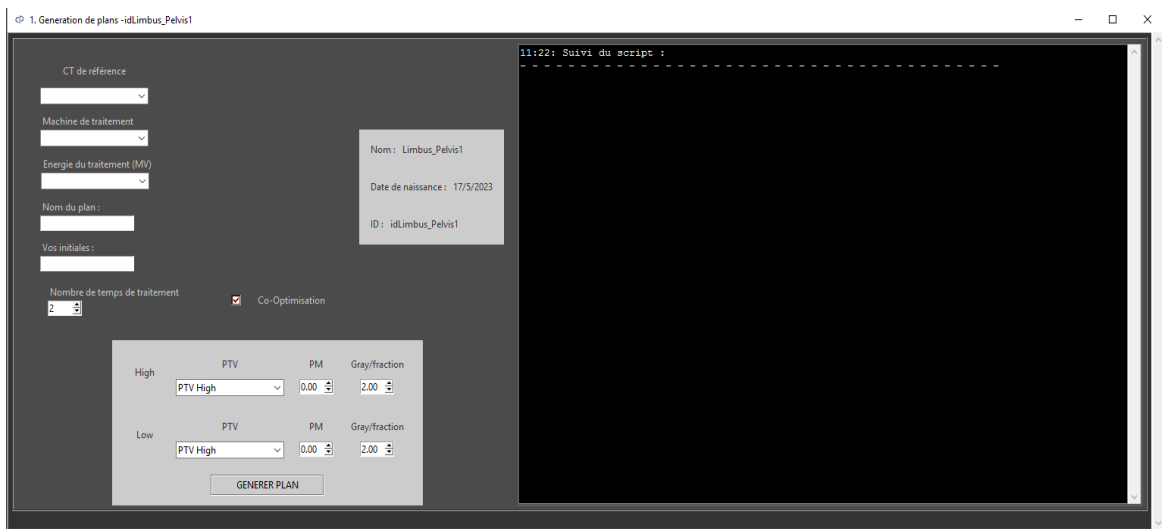 1. Generation de plans -idLimbus_Pelvis1
CT de référence
Machine de traitement
Energie du traitement (MV)
Nom du plan :
Vos initiales :
Nombre de temps de traitement
2
Co-Optimisation
Nom : Limbus_Pelvis1
Date de naissance : 17/5/2023
ID : idLimbus_Pelvis1
PTV PM Gray/fraction
High
PTV High 0.00 2.00
PTV PM Gray/fraction
Low
PTV High 0.00 2.00
GENERER PLAN
11:22: Suivi du script :
- - - - - - - - - - - - - - - - - - - - - - - - - - - - - - - - - - - - - - - -